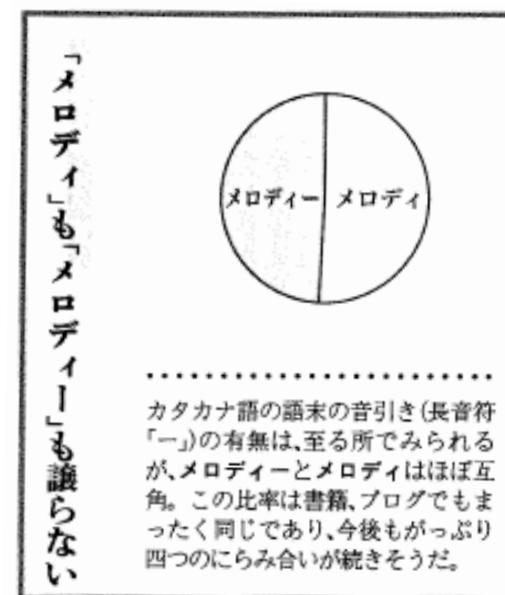 「メロディ」も「メロディー」も譲らない
メロディー
メロディ
カタカナ語の語末の音引き(長音符
「ー」)の有無は、至る所でみられる
が、メロディーとメロディはほぼ互
角。この比率は書籍、ブログでもま
ったく同じであり、今後もがっぷり
四つのにらみ合いが続きそうだ。